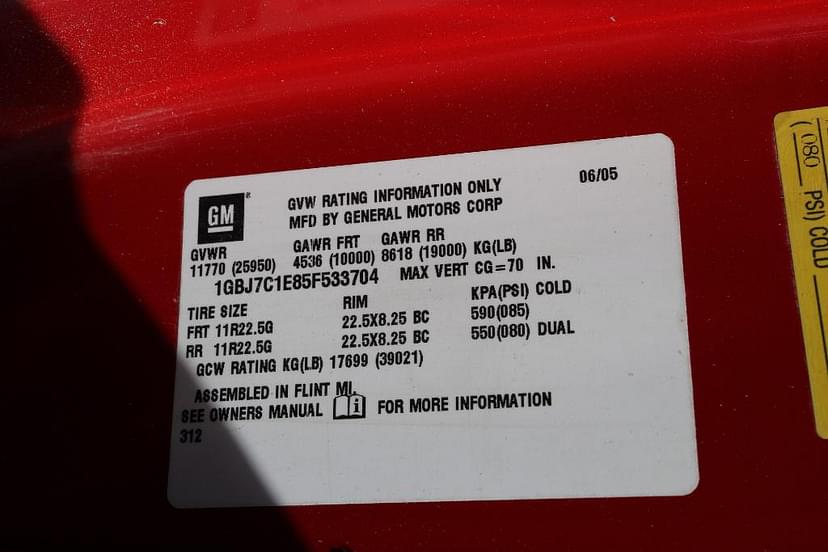 GM ®
GVW RATING INFORMATION ONLY 06/05
MFD BY GENERAL MOTORS CORP
GVWR GAWR FRT GAWR RR
11770 (25950) 4536 (10000) 8618 (19000) KG(LB)
1GBJ7C1E85F533704 MAX VERT CG=70 IN.
TIRE SIZE RIM KPA(PSI) COLD
FRT 11R22.5G 22.5X8.25 BC 590(085)
RR 11R22.5G 22.5X8.25 BC 550(080) DUAL
GCW RATING KG(LB) 17699 (39021)
ASSEMBLED IN FLINT MI.
SEE OWNERS MANUAL i FOR MORE INFORMATION
312
( 080 PSI) COLD